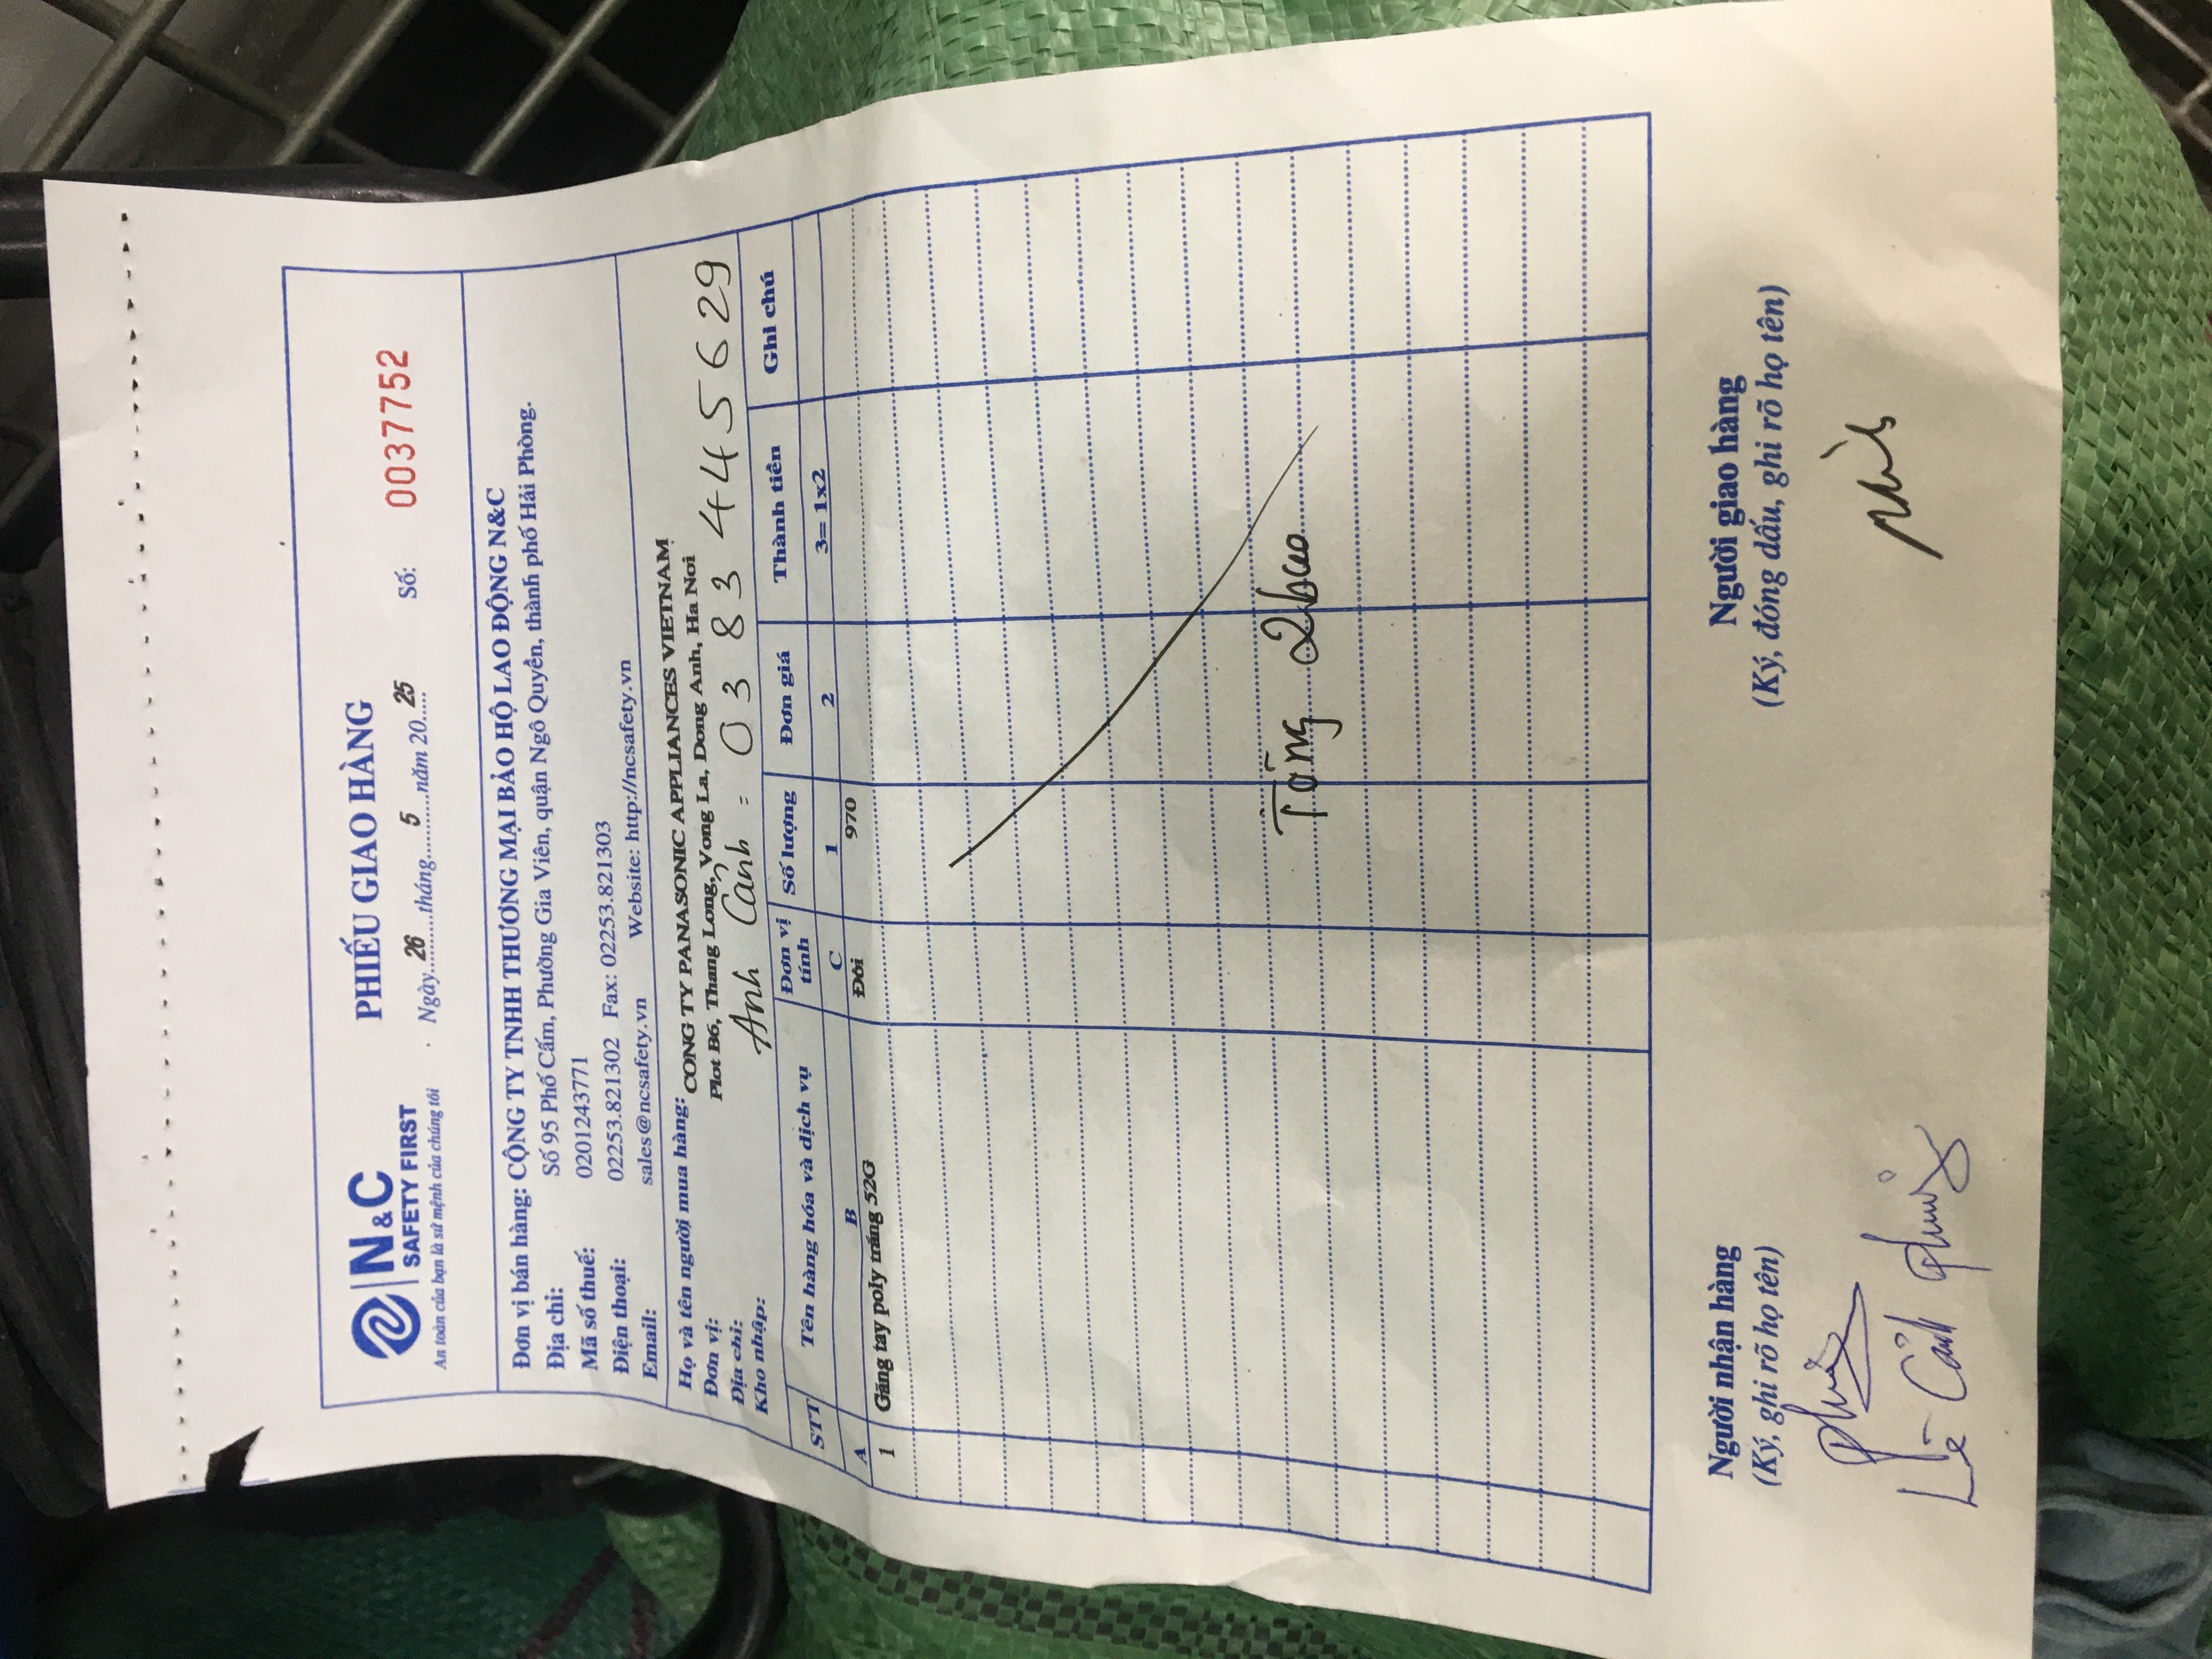 N&C
SAFETY FIRST
An toàn của bạn là sứ mệnh của chúng tôi
PHIẾU GIAO HÀNG
Ngày 26 tháng 5 năm 2025
Số: 0037752
Đơn vị bán hàng: CÔNG TY TNHH THƯƠNG MẠI BẢO HỘ LAO ĐỘNG N&C
Địa chỉ: Số 95 Phố Cấm, Phường Gia Viên, quận Ngô Quyền, thành phố Hải Phòng.
Mã số thuế: 0201243771
Điện thoại: 02253.821302 Fax: 02253.821303
Email: sales@ncsafety.vn Website: http://ncsafety.vn
Họ và tên người mua hàng:
Đơn vị: CONG TY PANASONIC APPLIANCES VIETNAM
Địa chỉ: Plot B6, Thang Long, Vong La, Dong Anh, Ha Noi
Kho nhập: Anh Cảnh = 0383445629
STT Tên hàng hóa và dịch vụ Đơn vị tính Số lượng Đơn giá Thành tiền Ghi chú
A B C 1 2 3= 1x2
1 Găng tay poly trắng 52G Đôi 970
Tổng 2 bao
Người nhận hàng Người giao hàng
(Ký, ghi rõ họ tên) (Ký, đóng dấu, ghi rõ họ tên)
Lê Cảnh Phương